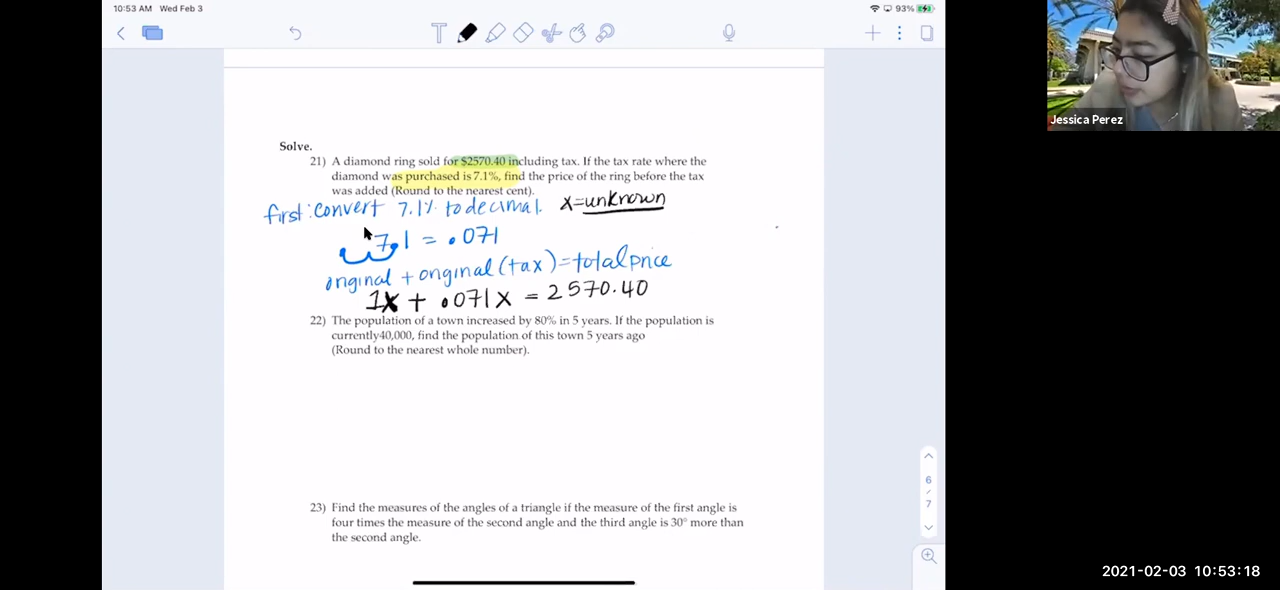 10:53 AM Wed Feb 3
93%
Jessica Perez
Solve.
21) A diamond ring sold for $2570.40 including tax. If the tax rate where the
diamond was purchased is 7.1%, find the price of the ring before the tax
was added (Round to the nearest cent).
first: convert 7.1% to decimal. x=unknown
7.1 = .071
original + original (tax) = total price
1x + .071x = 2570.40
22) The population of a town increased by 80% in 5 years. If the population is
currently40,000, find the population of this town 5 years ago
(Round to the nearest whole number).
6
/
7
23) Find the measures of the angles of a triangle if the measure of the first angle is
four times the measure of the second angle and the third angle is 30° more than
the second angle.
2021-02-03 10:53:18